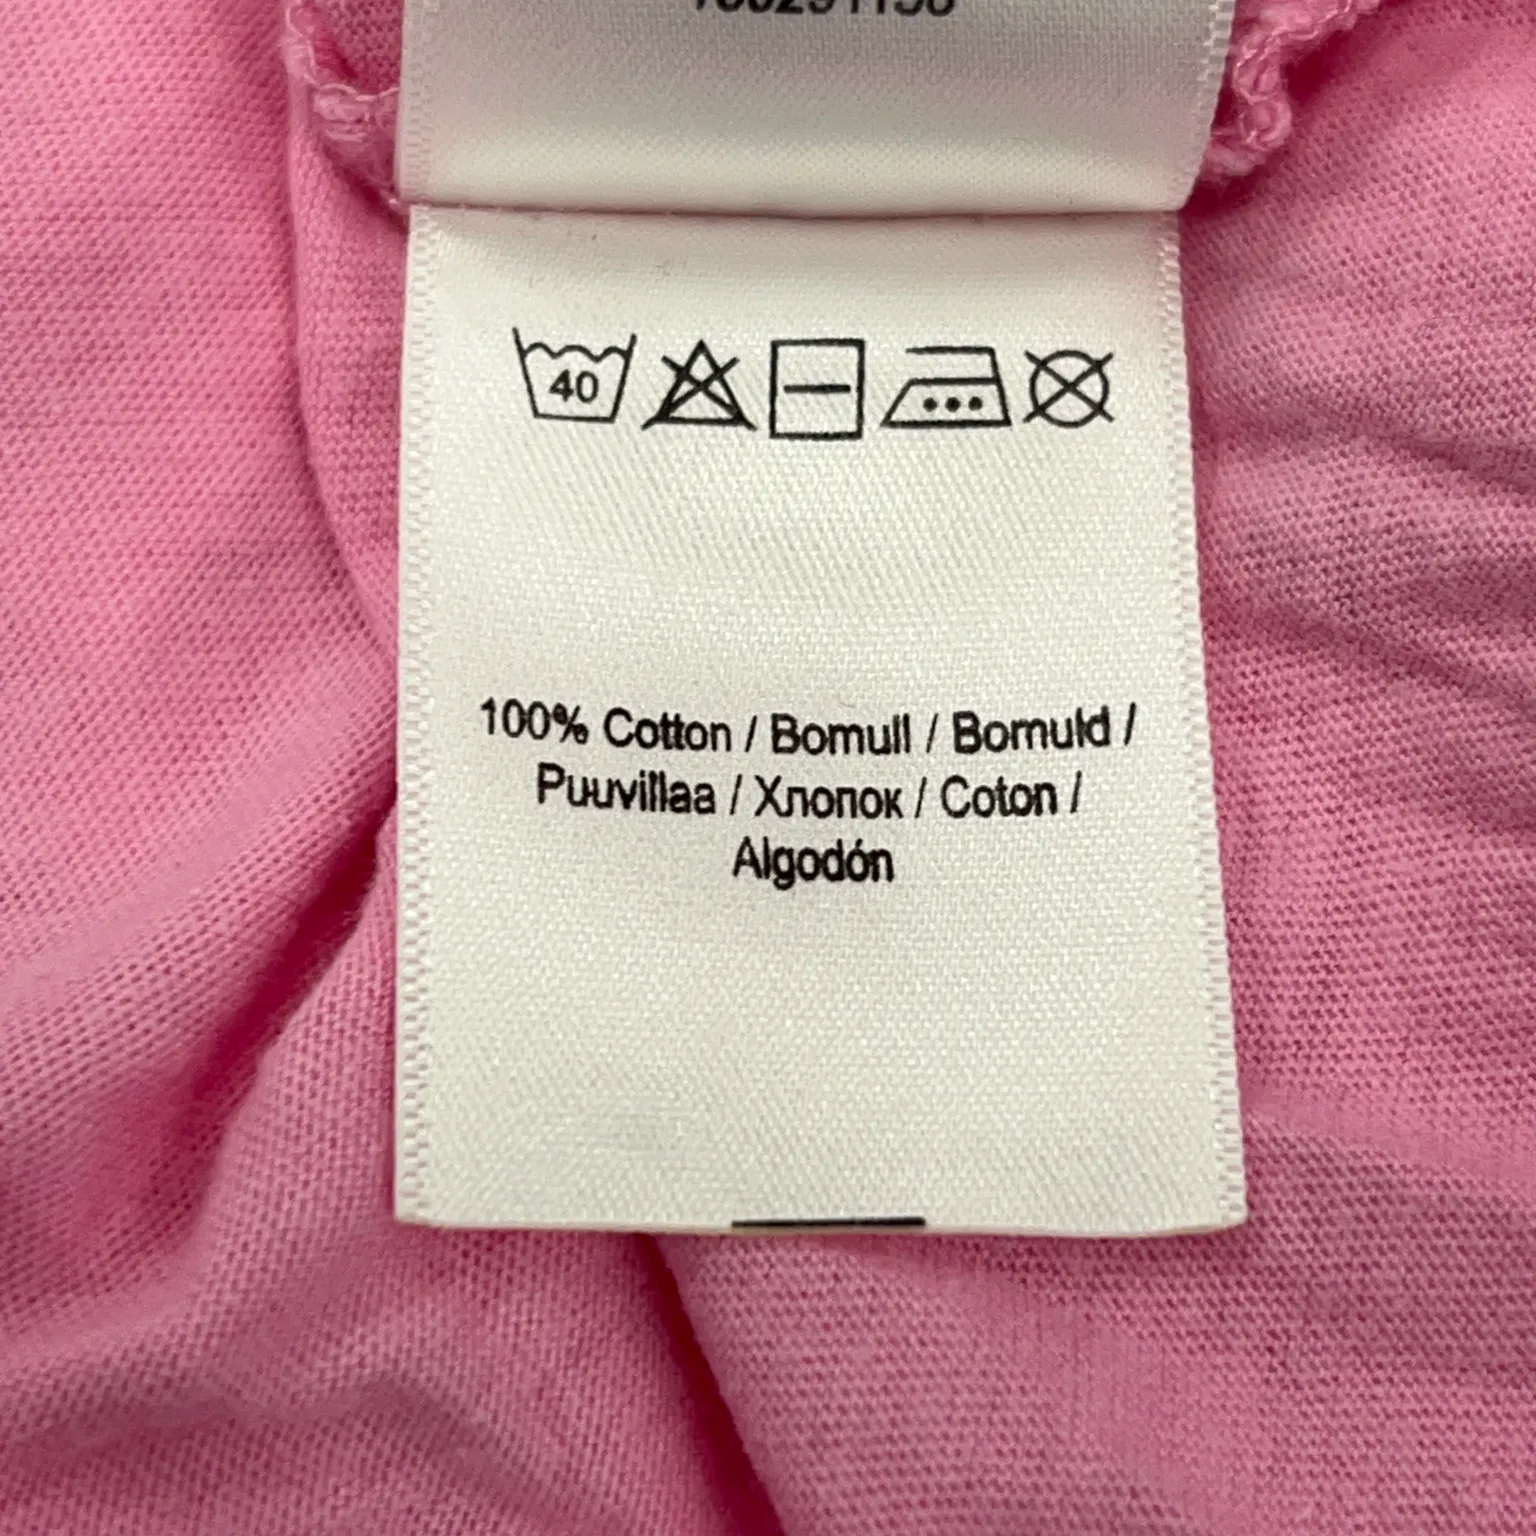 40
100% Cotton / Bomull / Bomuld /
Puuvillaa / Хлопок / Coton /
Algodón